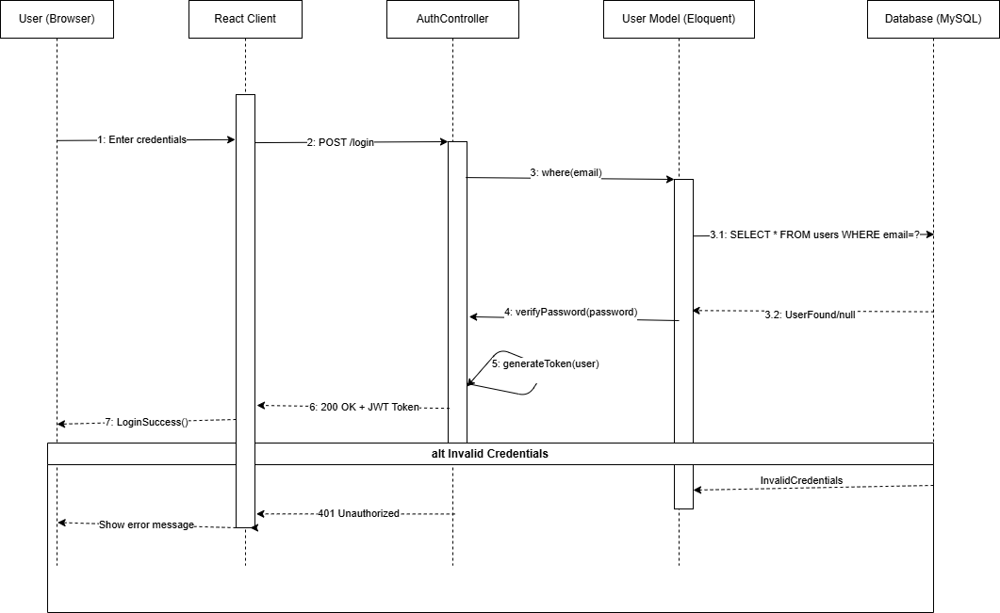 User (Browser)
React Client
AuthController
User Model (Eloquent)
Database (MySQL)
1: Enter credentials
2: POST /login
3: where(email)
3.1: SELECT * FROM users WHERE email=?
3.2: UserFound/null
4: verifyPassword(password)
5: generateToken(user)
6: 200 OK + JWT Token
7: LoginSuccess()
alt Invalid Credentials
InvalidCredentials
401 Unauthorized
Show error message